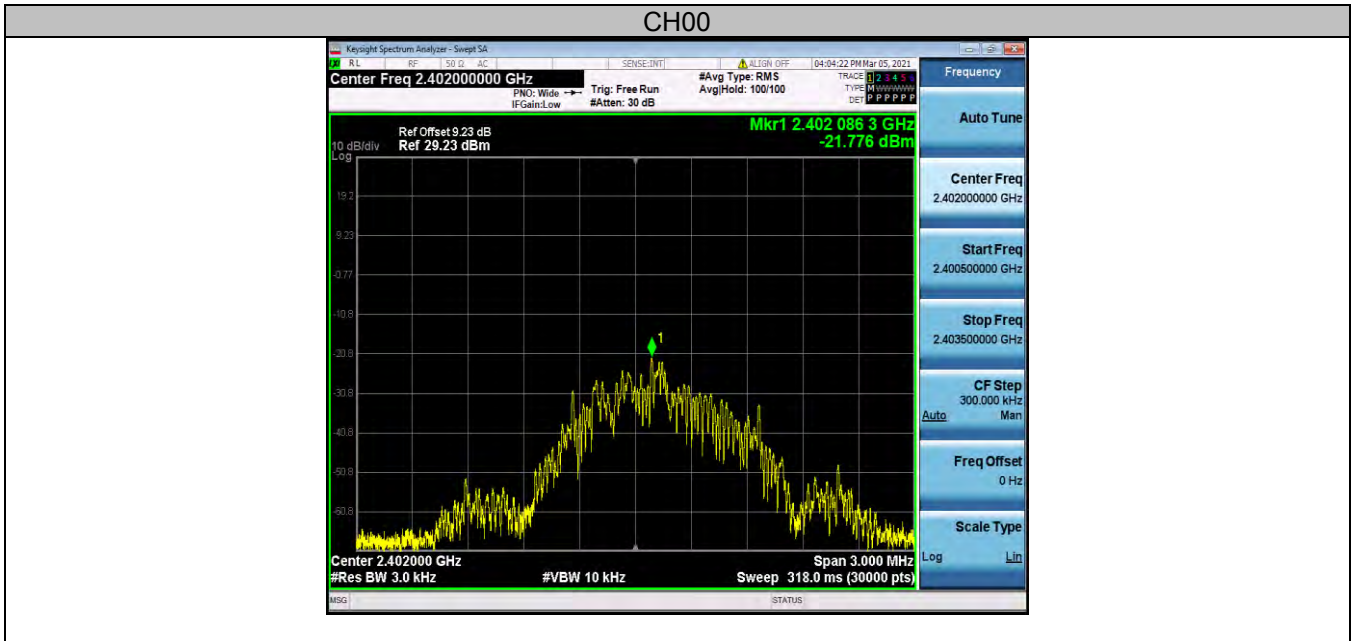 CH00
Keysight Spectrum Analyzer - Swept SA
RL RF 50 Ω AC SENSE:INT ALIGN OFF 04:04:22 PM Mar 05, 2021
Center Freq 2.402000000 GHz
PNO: Wide
IFGain:Low
Trig: Free Run
#Atten: 30 dB
#Avg Type: RMS
Avg|Hold: 100/100
TRACE 1 2 3 4 5 6
TYPE M WWWWW
DET P P P P P P
Mkr1 2.402 086 3 GHz
-21.776 dBm
Ref Offset 9.23 dB
10 dB/div Ref 29.23 dBm
Log
19.2
9.23
-0.77
-10.8
-20.8
-30.8
-40.8
-50.8
-60.8
1
Center 2.402000 GHz Span 3.000 MHz
#Res BW 3.0 kHz #VBW 10 kHz Sweep 318.0 ms (30000 pts)
MSG STATUS
Frequency
Auto Tune
Center Freq
2.402000000 GHz
Start Freq
2.400500000 GHz
Stop Freq
2.403500000 GHz
CF Step
300.000 kHz
Auto Man
Freq Offset
0 Hz
Scale Type
Log Lin